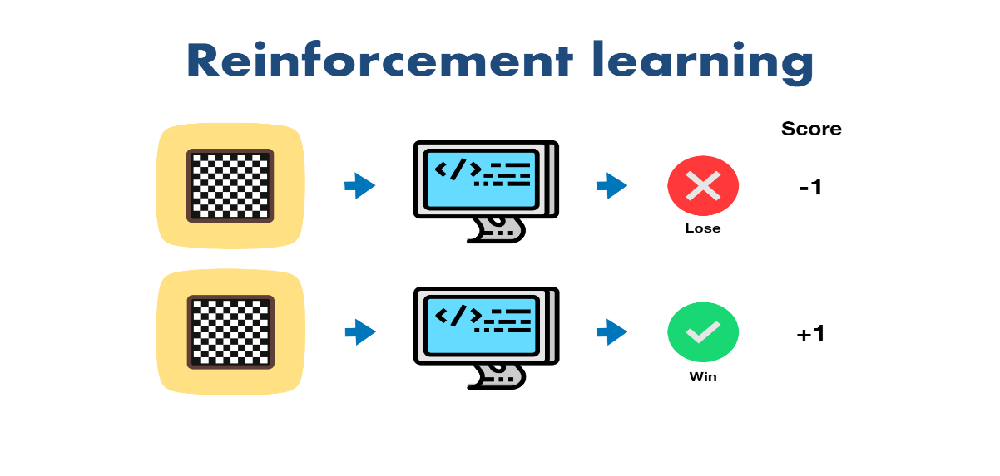 Reinforcement learning
Score
</>
-1
Lose
</>
+1
Win